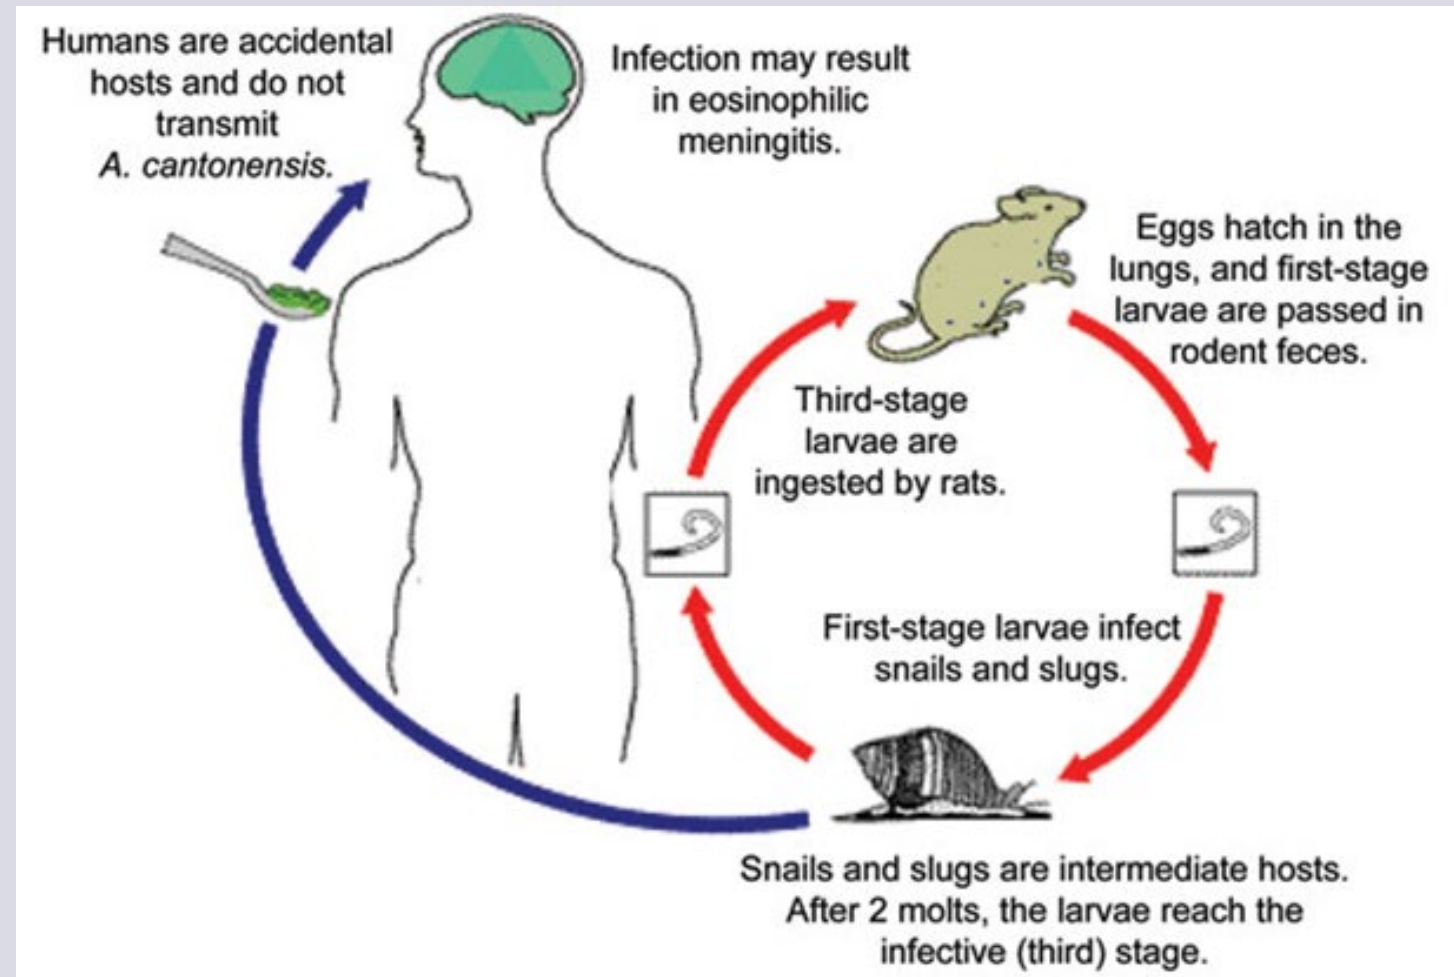 Humans are accidental
hosts and do not
transmit
A. cantonensis.
Infection may result
in eosinophilic
meningitis.
Eggs hatch in the
lungs, and first-stage
larvae are passed in
rodent feces.
Third-stage
larvae are
ingested by rats.
First-stage larvae infect
snails and slugs.
Snails and slugs are intermediate hosts.
After 2 molts, the larvae reach the
infective (third) stage.